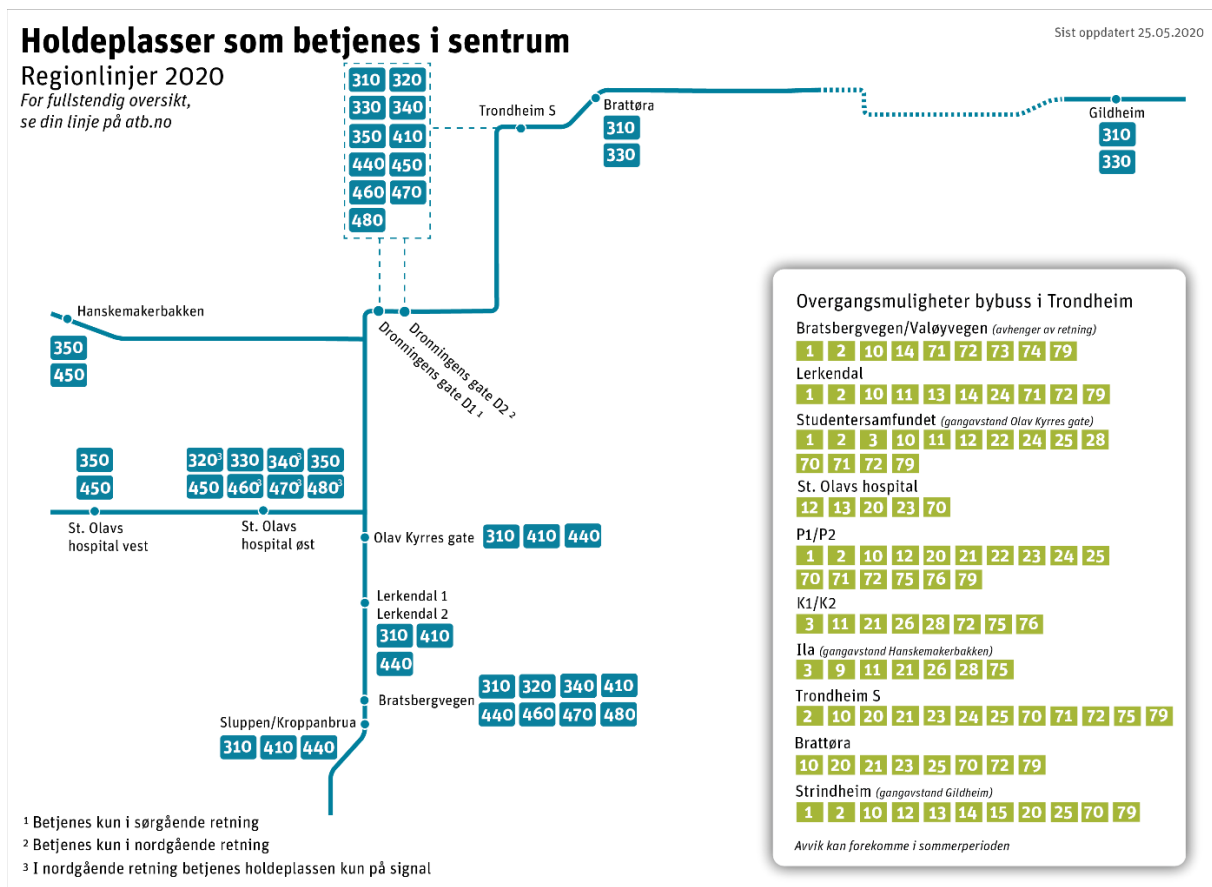 Holdeplasser som betjenes i sentrum
Sist oppdatert 25.05.2020
Regionlinjer 2020
For fullstendig oversikt,
se din linje på atb.no
310 320
330 340
350 410
440 450
460 470
480
Trondheim S
Brattøra
310
330
Gildheim
310
330
Hanskemakerbakken
350
450
Dronningens gate D1 ¹
Dronningens gate D2 ²
350
450
St. Olavs
hospital vest
320³ 330 340³ 350
450 460³ 470³ 480³
St. Olavs
hospital øst
Olav Kyrres gate 310 410 440
Lerkendal 1
Lerkendal 2
310 410
440
Bratsbergvegen
310 320 340 410
440 460 470 480
Sluppen/Kroppanbrua
310 410 440
¹ Betjenes kun i sørgående retning
² Betjenes kun i nordgående retning
³ I nordgående retning betjenes holdeplassen kun på signal
Overgangsmuligheter bybuss i Trondheim
Bratsbergvegen/Valøyvegen (avhenger av retning)
1 2 10 14 71 72 73 74 79
Lerkendal
1 2 10 11 13 14 24 71 72 79
Studentersamfundet (gangavstand Olav Kyrres gate)
1 2 3 10 11 12 22 24 25 28
70 71 72 79
St. Olavs hospital
12 13 20 23 70
P1/P2
1 2 10 12 20 21 22 23 24 25
70 71 72 75 76 79
K1/K2
3 11 21 26 28 72 75 76
Ila (gangavstand Hanskemakerbakken)
3 9 11 21 26 28 75
Trondheim S
2 10 20 21 23 24 25 70 71 72 75 79
Brattøra
10 20 21 23 25 70 72 79
Strindheim (gangavstand Gildheim)
1 2 10 12 13 14 15 20 25 70 79
Avvik kan forekomme i sommerperioden